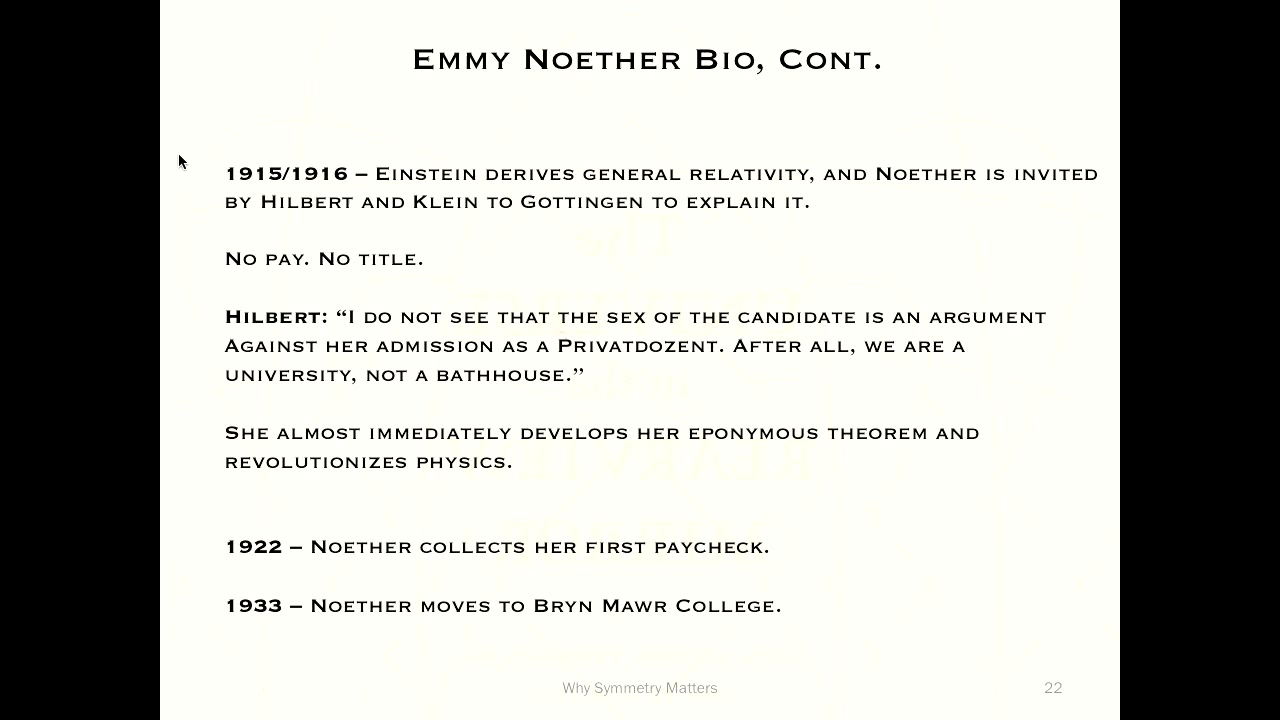 Emmy Noether Bio, Cont.
1915/1916 – Einstein derives general relativity, and Noether is invited
by Hilbert and Klein to Gottingen to explain it.
No pay. No title.
Hilbert: “I do not see that the sex of the candidate is an argument
against her admission as a Privatdozent. After all, we are a
university, not a bathhouse.”
She almost immediately develops her eponymous theorem and
revolutionizes physics.
1922 – Noether collects her first paycheck.
1933 – Noether moves to Bryn Mawr College.
Why Symmetry Matters
22